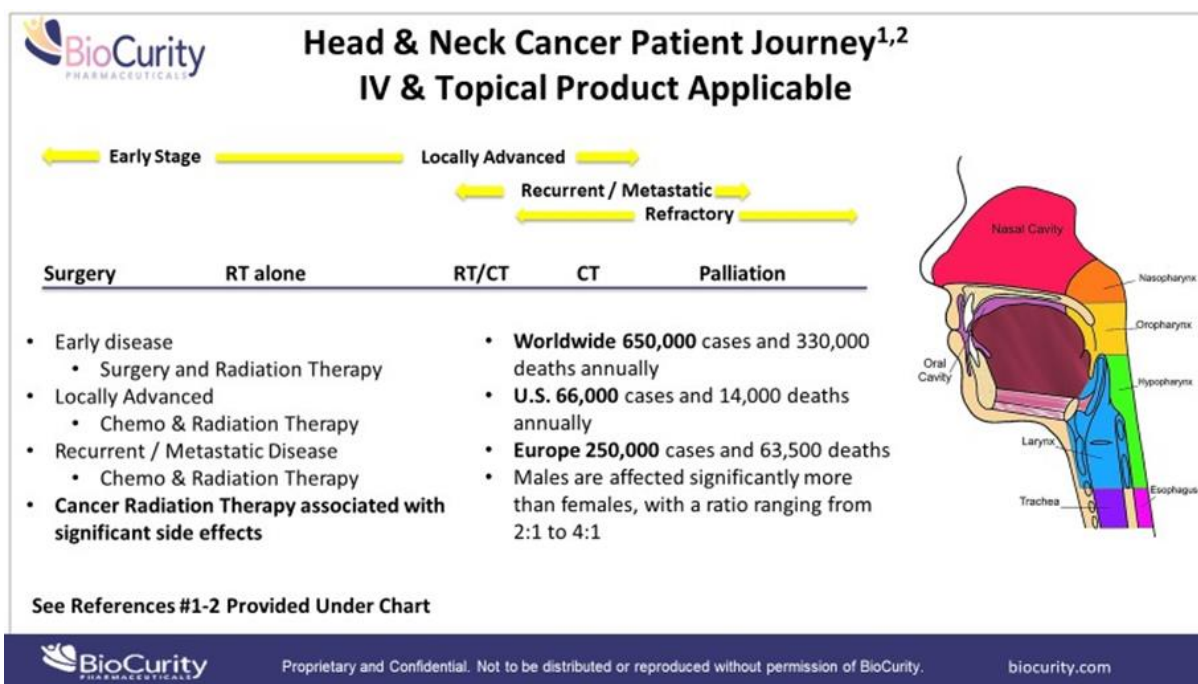 BioCurity
PHARMACEUTICALS
Head & Neck Cancer Patient Journey1,2
IV & Topical Product Applicable
Early Stage
Locally Advanced
Recurrent / Metastatic
Refractory
Surgery RT alone RT/CT CT Palliation
• Early disease
• Surgery and Radiation Therapy
• Locally Advanced
• Chemo & Radiation Therapy
• Recurrent / Metastatic Disease
• Chemo & Radiation Therapy
• Cancer Radiation Therapy associated with
significant side effects
• Worldwide 650,000 cases and 330,000
deaths annually
• U.S. 66,000 cases and 14,000 deaths
annually
• Europe 250,000 cases and 63,500 deaths
• Males are affected significantly more
than females, with a ratio ranging from
2:1 to 4:1
Nasal Cavity
Nasopharynx
Oropharynx
Oral
Cavity
Hypopharynx
Larynx
Trachea
Esophagus
See References #1-2 Provided Under Chart
BioCurity
PHARMACEUTICALS
Proprietary and Confidential. Not to be distributed or reproduced without permission of BioCurity.
biocurity.com